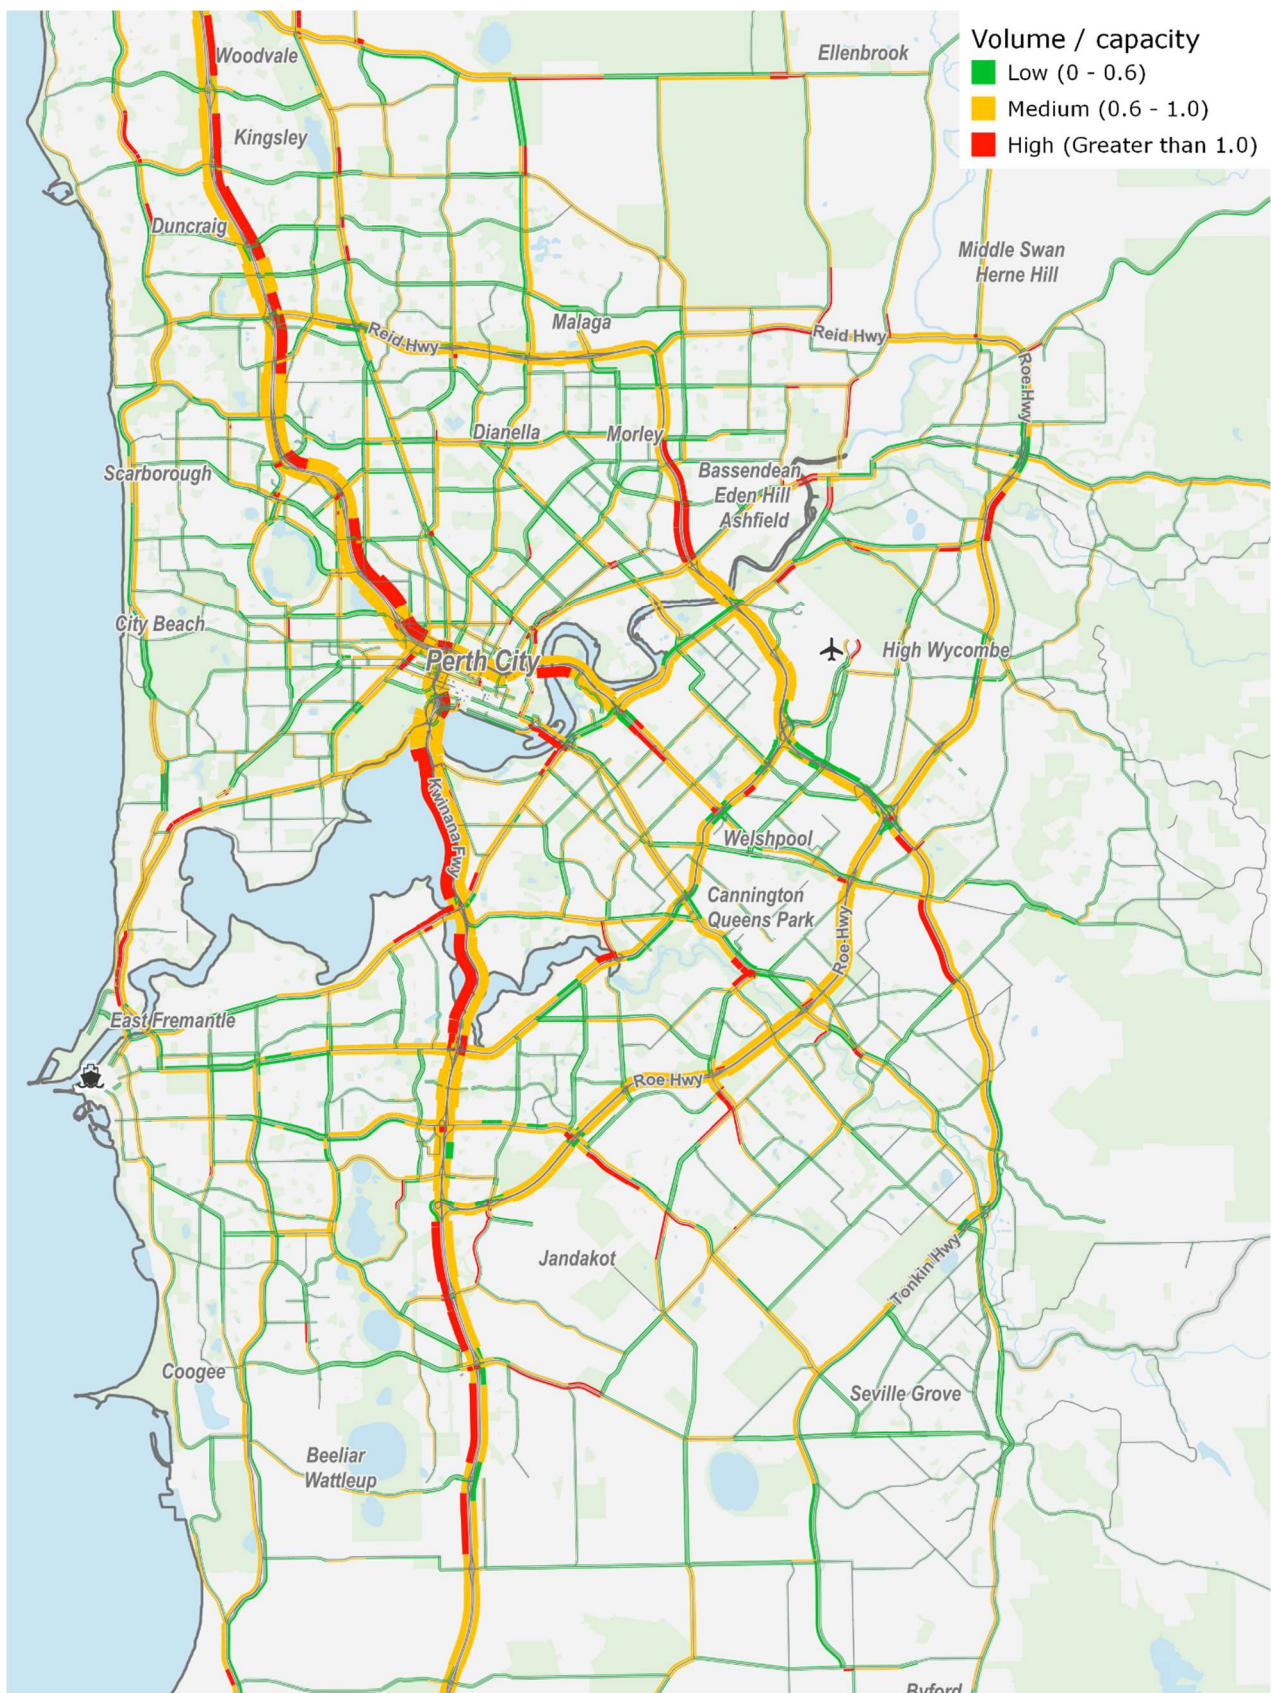 Volume / capacity
Low (0 - 0.6)
Medium (0.6 - 1.0)
High (Greater than 1.0)
Woodvale
Ellenbrook
Kingsley
Duncraig
Middle Swan
Herne Hill
Malaga
Reid Hwy
Reid Hwy
Roe Hwy
Dianella
Morley
Scarborough
Bassendean
Eden Hill
Ashfield
City Beach
High Wycombe
Perth City
Kwinana Fwy
Welshpool
Cannington
Queens Park
Roe Hwy
East Fremantle
Roe Hwy
Jandakot
Tonkin Hwy
Coogee
Seville Grove
Beeliar
Wattleup
Byford